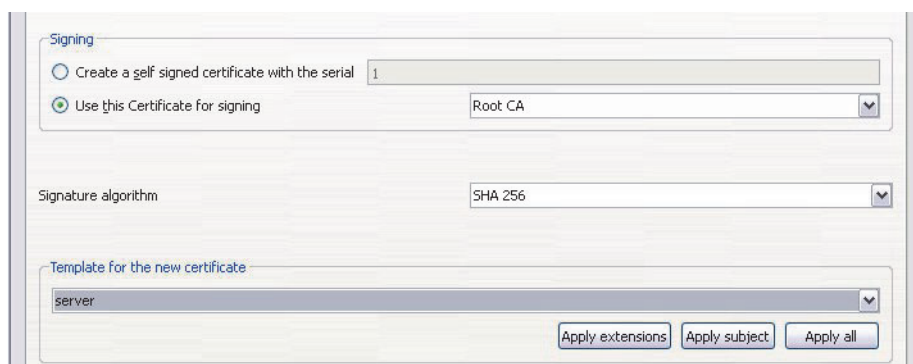 Signing
Create a self signed certificate with the serial 1
Use this Certificate for signing Root CA
Signature algorithm SHA 256
Template for the new certificate
server
Apply extensions Apply subject Apply all